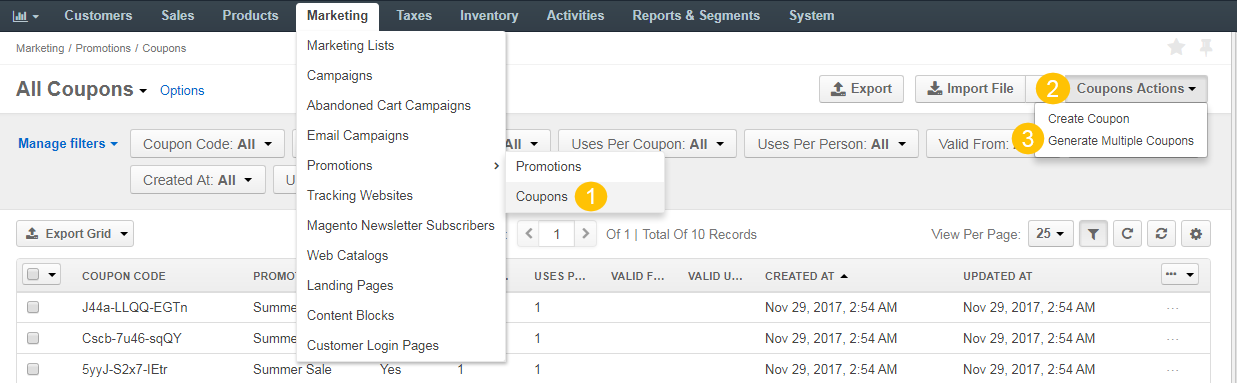 Customers Sales Products Marketing Taxes Inventory Activities Reports & Segments System
Marketing / Promotions / Coupons
All Coupons Options
Export Import File 2 Coupons Actions
Create Coupon
3 Generate Multiple Coupons
Marketing Lists
Campaigns
Abandoned Cart Campaigns
Email Campaigns
Promotions
Tracking Websites
Magento Newsletter Subscribers
Web Catalogs
Landing Pages
Content Blocks
Customer Login Pages
Promotions
Coupons 1
Manage filters Coupon Code: All All Uses Per Coupon: All Uses Per Person: All Valid From:
Created At: All U
Export Grid 1 Of 1 | Total Of 10 Records View Per Page: 25
COUPON CODE PROMOT USES P... VALID F... VALID U... CREATED AT UPDATED AT ...
J44a-LLQQ-EGTn Summe 1 Nov 29, 2017, 2:54 AM Nov 29, 2017, 2:54 AM ...
Cscb-7u46-sqQY Summe 1 Nov 29, 2017, 2:54 AM Nov 29, 2017, 2:54 AM ...
5yyJ-S2x7-IEtr Summer Sale Yes 1 1 Nov 29, 2017, 2:54 AM Nov 29, 2017, 2:54 AM ...